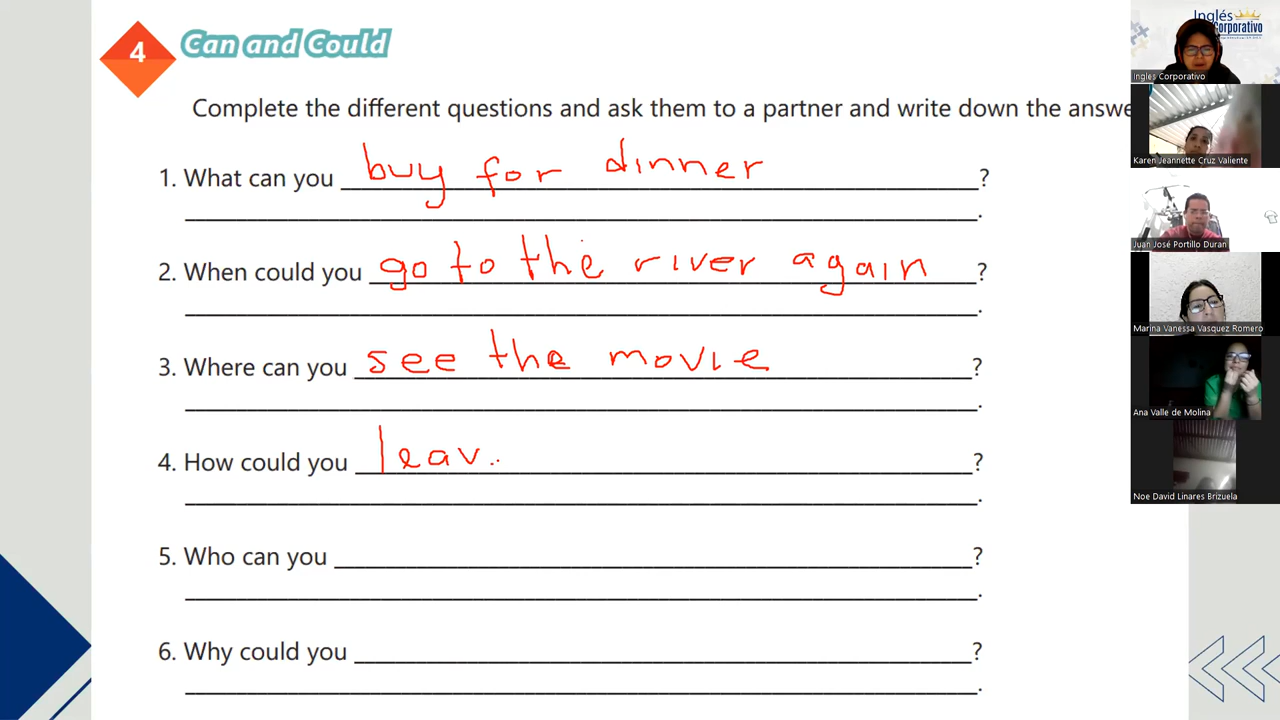 4
Can and Could
Complete the different questions and ask them to a partner and write down the answe
1. What can you buy for dinner ?
.
2. When could you go to the river again ?
.
3. Where can you see the movie ?
.
4. How could you leav. ?
.
5. Who can you ?
.
6. Why could you ?
.
Inglés
Corporativo
Ingles Corporativo
Karen Jeannette Cruz Valiente
Juan José Portillo Duran
Marina Vanessa Vasquez Romero
Ana Valle de Molina
Noe David Linares Brizuela